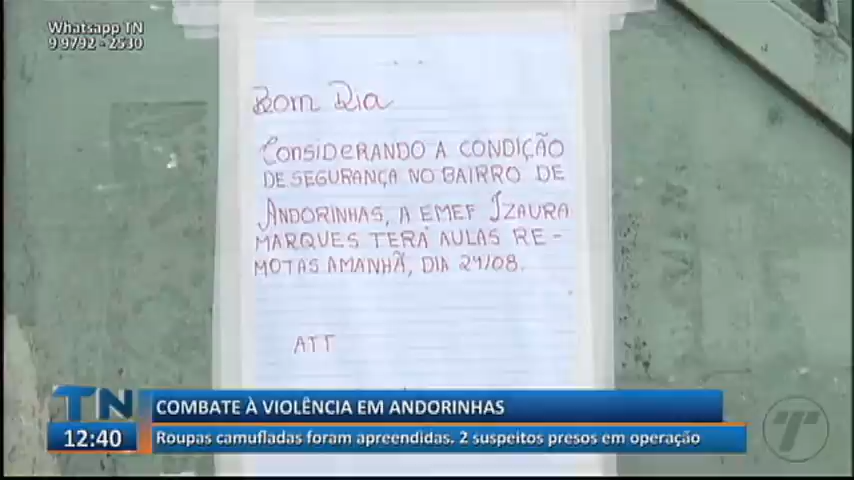 Whatsapp TN
9 9792 - 2530
Bom Dia
CONSIDERANDO A CONDIÇÃO
DE SEGURANÇA NO BAIRRO DE
ANDORINHAS, A EMEF IZAURA
MARQUES TERÁ AULAS RE-
MOTAS AMANHÃ, DIA 24/08.
ATT
TN
COMBATE À VIOLÊNCIA EM ANDORINHAS
12:40
Roupas camufladas foram apreendidas. 2 suspeitos presos em operação